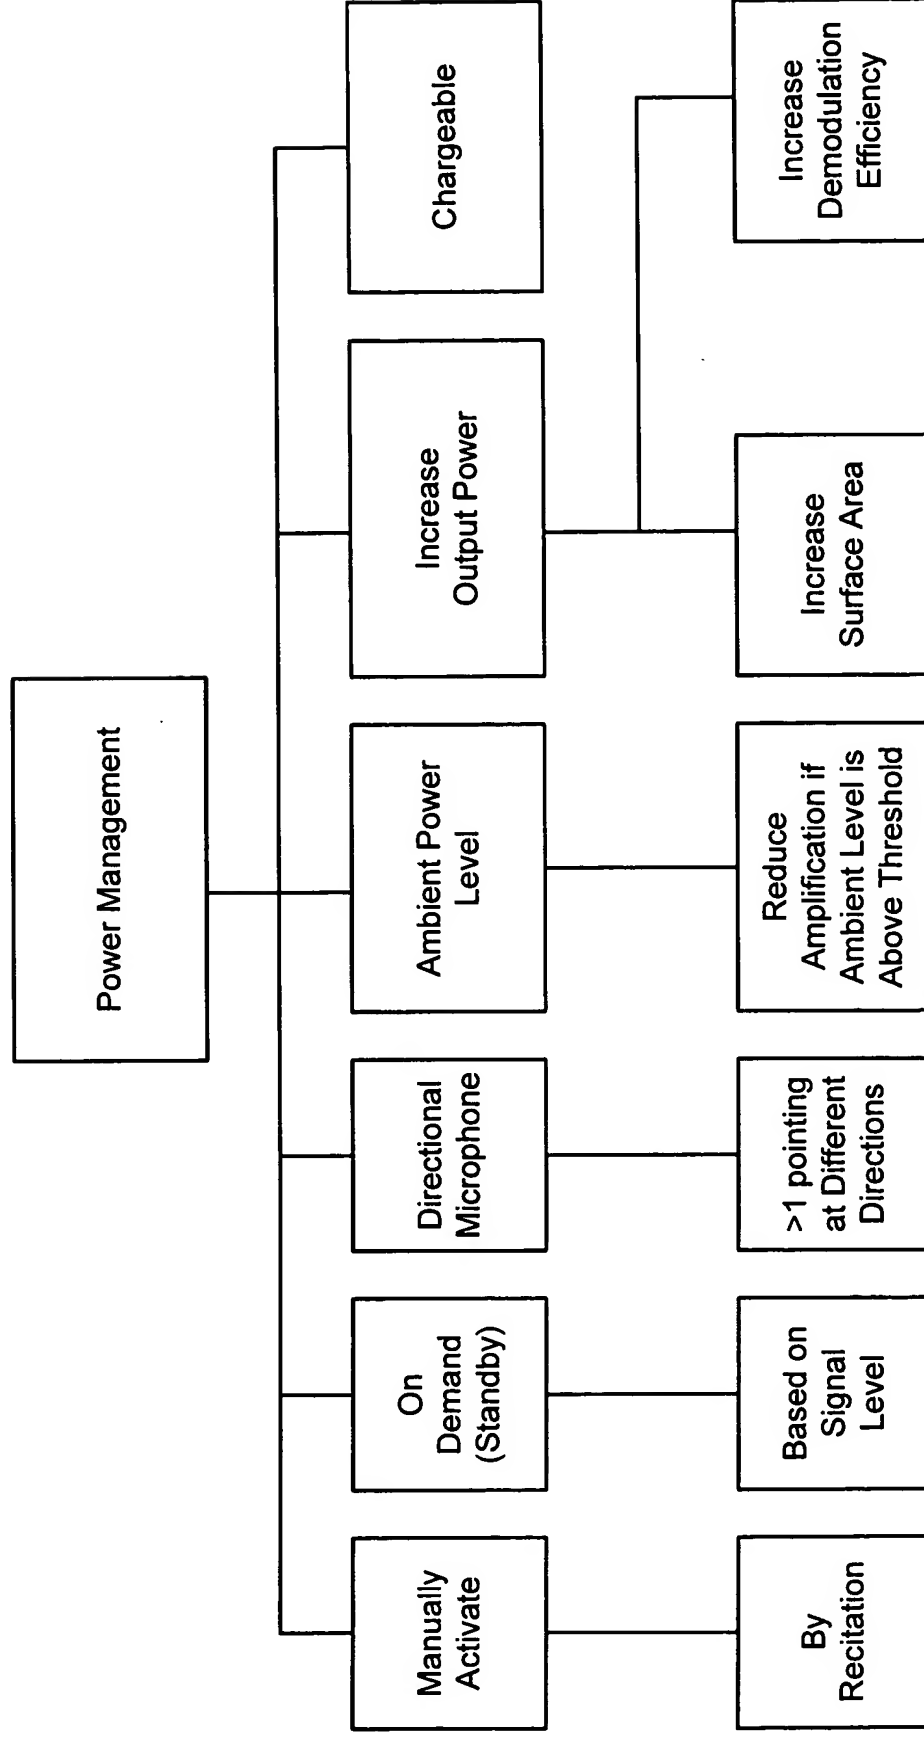 Power Management
Manually
Activate
On
Demand
(Standby)
Directional
Microphone
Ambient Power
Level
Increase
Output Power
Chargeable
By
Recitation
Based on
Signal
Level
>1 pointing
at Different
Directions
Reduce
Amplification if
Ambient Level is
Above Threshold
Increase
Surface Area
Increase
Demodulation
Efficiency